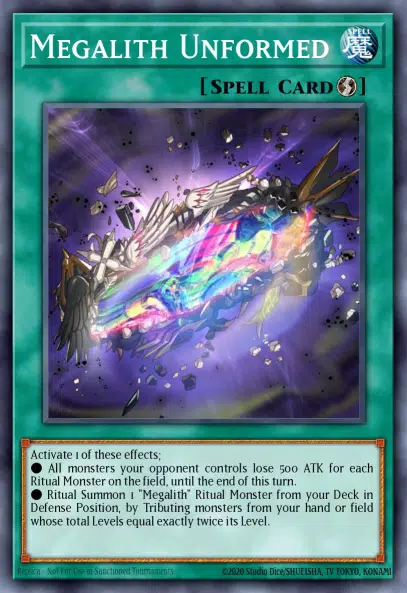 MEGALITH UNFORMED
SPELL
魔
[SPELL CARD]
Activate 1 of these effects;
● All monsters your opponent controls lose 500 ATK for each
Ritual Monster on the field, until the end of this turn.
● Ritual Summon 1 "Megalith" Ritual Monster from your Deck in
Defense Position, by Tributing monsters from your hand or field
whose total Levels equal exactly twice its Level.
Replica - Not For Use in Sanctioned Tournaments
©2020 Studio Dice/SHUEISHA, TV TOKYO, KONAMI